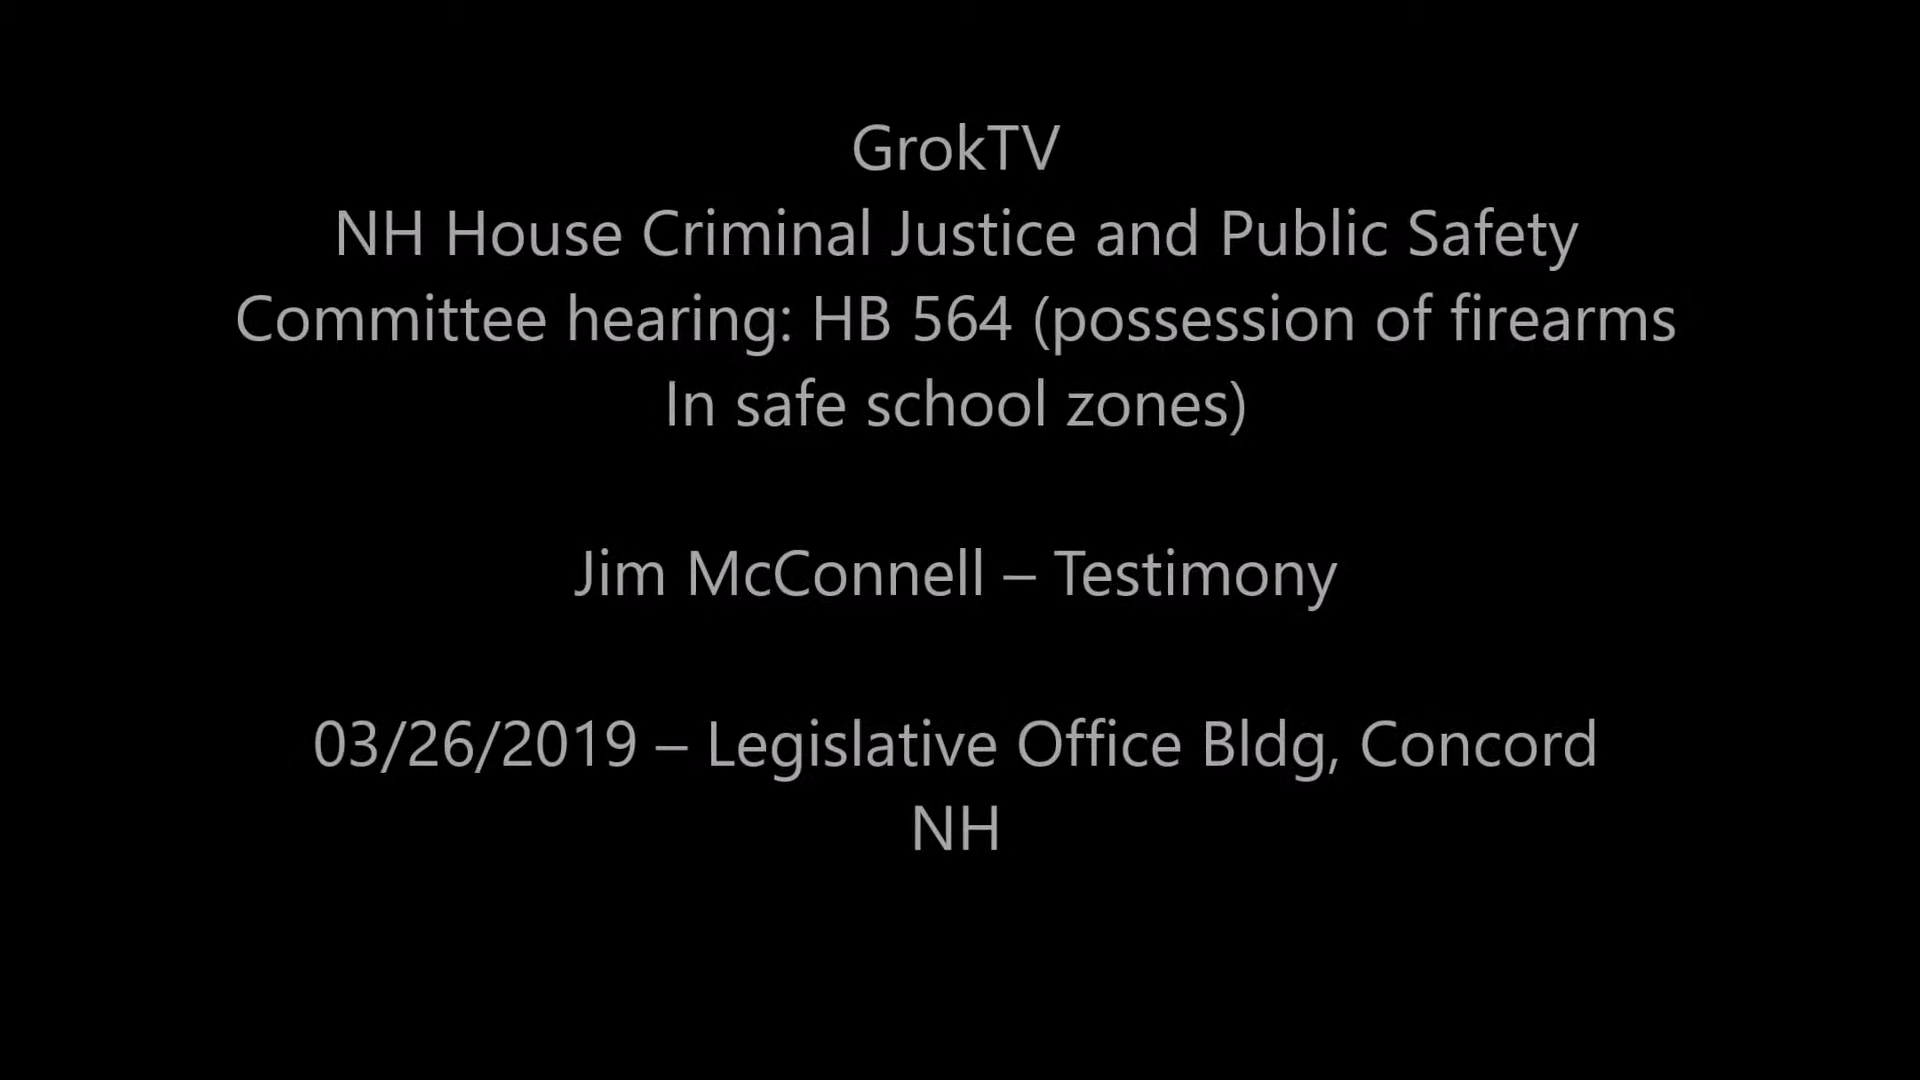 GrokTV
NH House Criminal Justice and Public Safety
Committee hearing: HB 564 (possession of firearms
In safe school zones)
Jim McConnell – Testimony
03/26/2019 – Legislative Office Bldg, Concord
NH